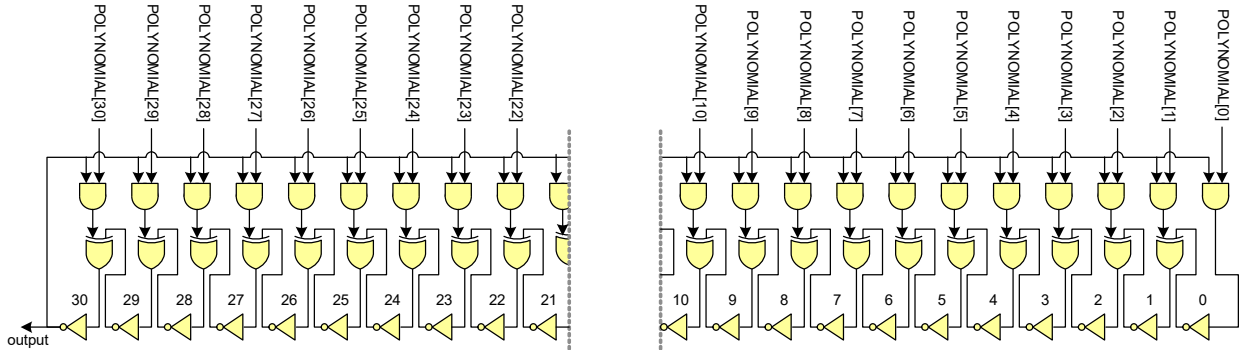 POLYNOMIAL[30]
POLYNOMIAL[29]
POLYNOMIAL[28]
POLYNOMIAL[27]
POLYNOMIAL[26]
POLYNOMIAL[25]
POLYNOMIAL[24]
POLYNOMIAL[23]
POLYNOMIAL[22]
POLYNOMIAL[10]
POLYNOMIAL[9]
POLYNOMIAL[8]
POLYNOMIAL[7]
POLYNOMIAL[6]
POLYNOMIAL[5]
POLYNOMIAL[4]
POLYNOMIAL[3]
POLYNOMIAL[2]
POLYNOMIAL[1]
POLYNOMIAL[0]
30 29 28 27 26 25 24 23 22 21 10 9 8 7 6 5 4 3 2 1 0
output